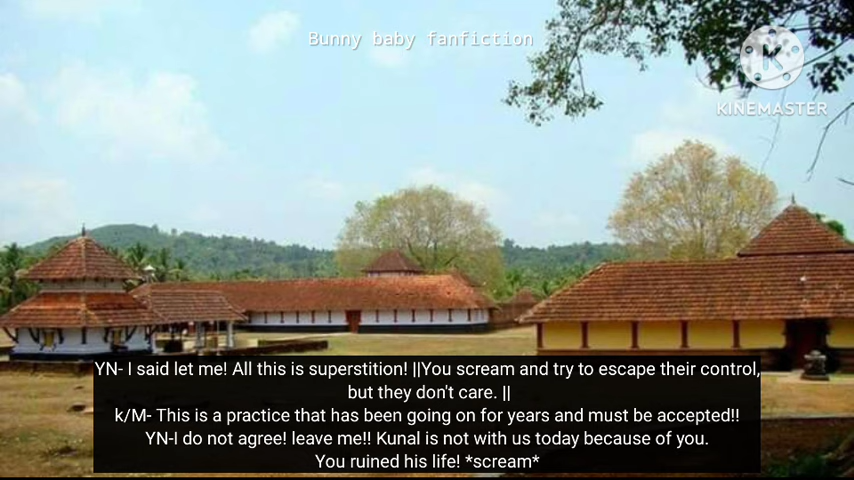 Bunny baby fanfiction
KINEMASTER
YN- I said let me! All this is superstition! ||You scream and try to escape their control,
but they don't care. ||
k/M- This is a practice that has been going on for years and must be accepted!!
YN-I do not agree! leave me!! Kunal is not with us today because of you.
You ruined his life! *scream*